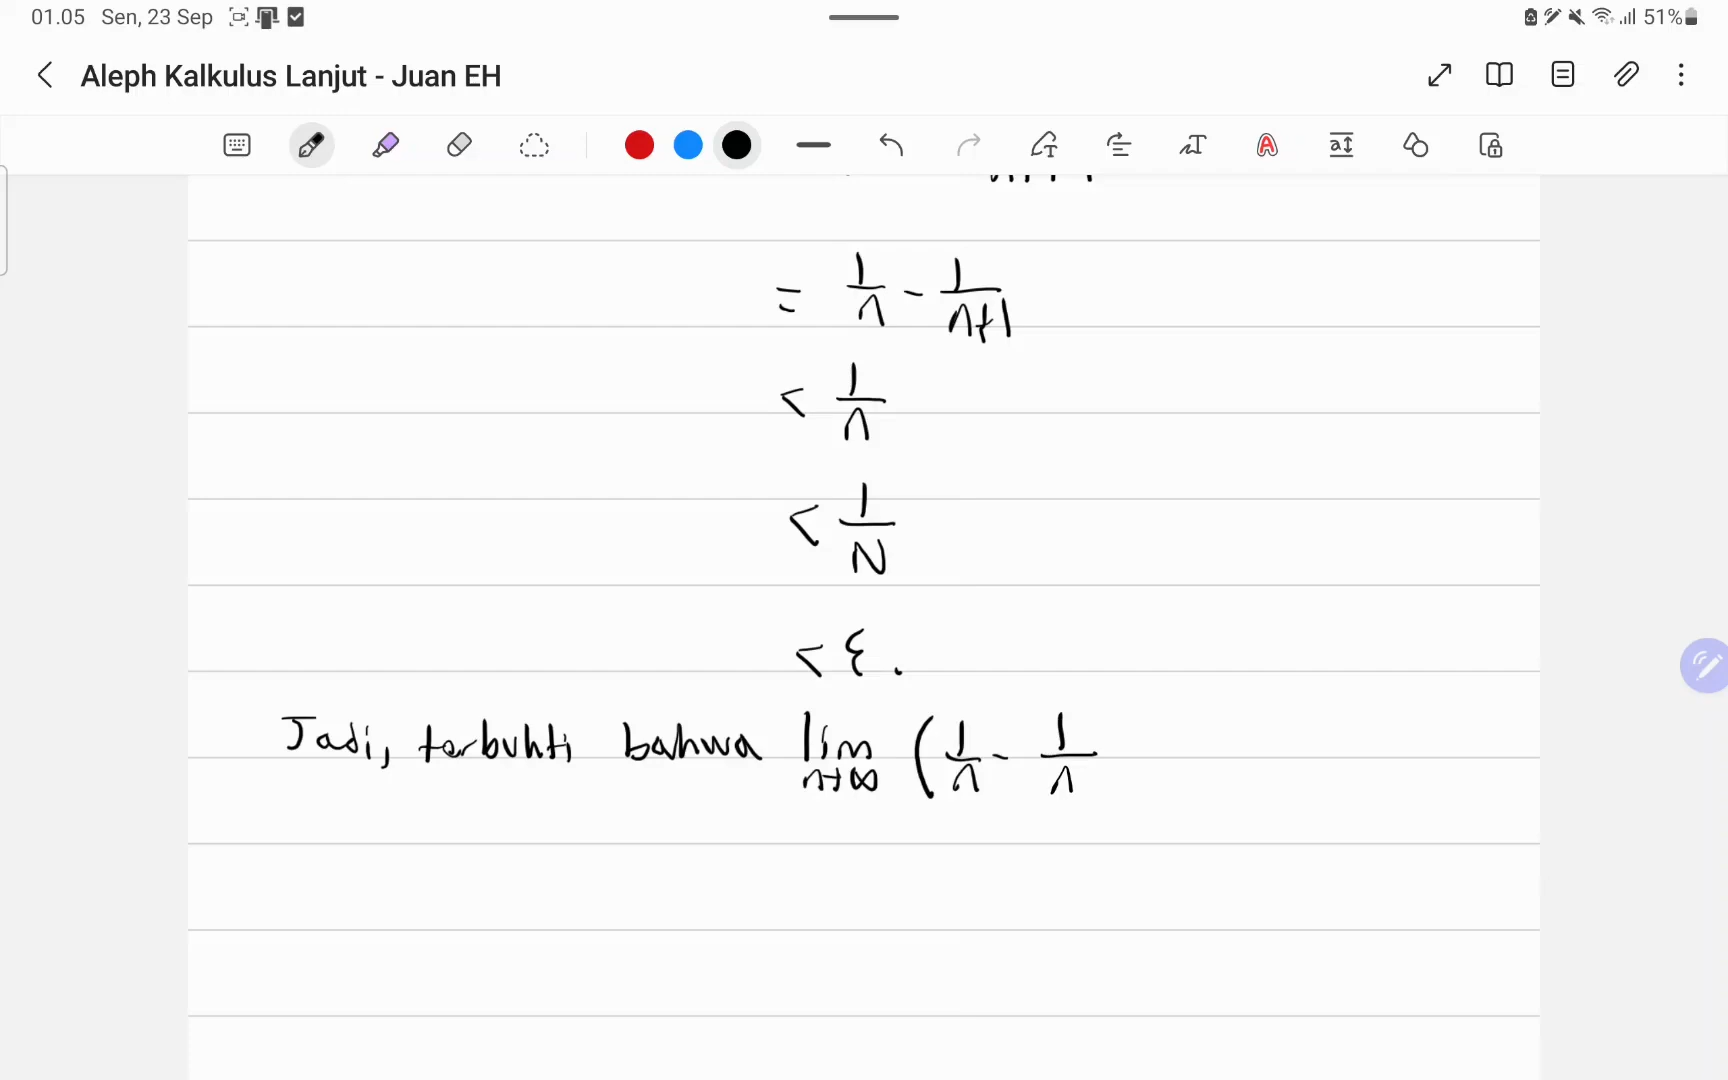 01.05 Sen, 23 Sep 51%
Aleph Kalkulus Lanjut - Juan EH
= 1/n - 1/n+1
< 1/n
< 1/N
< ε.
Jadi, terbukti bahwa lim n→∞ (1/n - 1/n